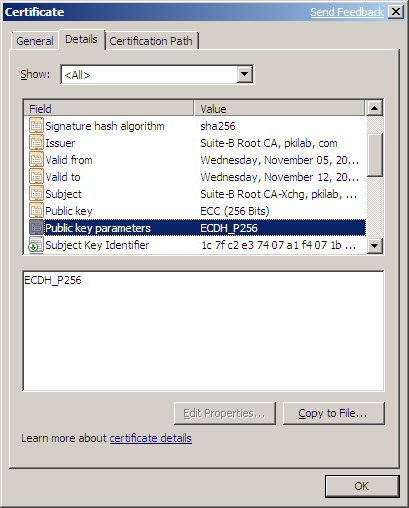 Certificate Send Feedback
General Details Certification Path
Show: <All>
Field Value
Signature hash algorithm sha256
Issuer Suite-B Root CA, pkilab, com
Valid from Wednesday, November 05, 20...
Valid to Wednesday, November 12, 20...
Subject Suite-B Root CA-Xchg, pkilab, ...
Public key ECC (256 Bits)
Public key parameters ECDH_P256
Subject Key Identifier 1c 7f c2 e3 74 07 a1 f4 07 1b ...
ECDH_P256
Edit Properties... Copy to File...
Learn more about certificate details
OK